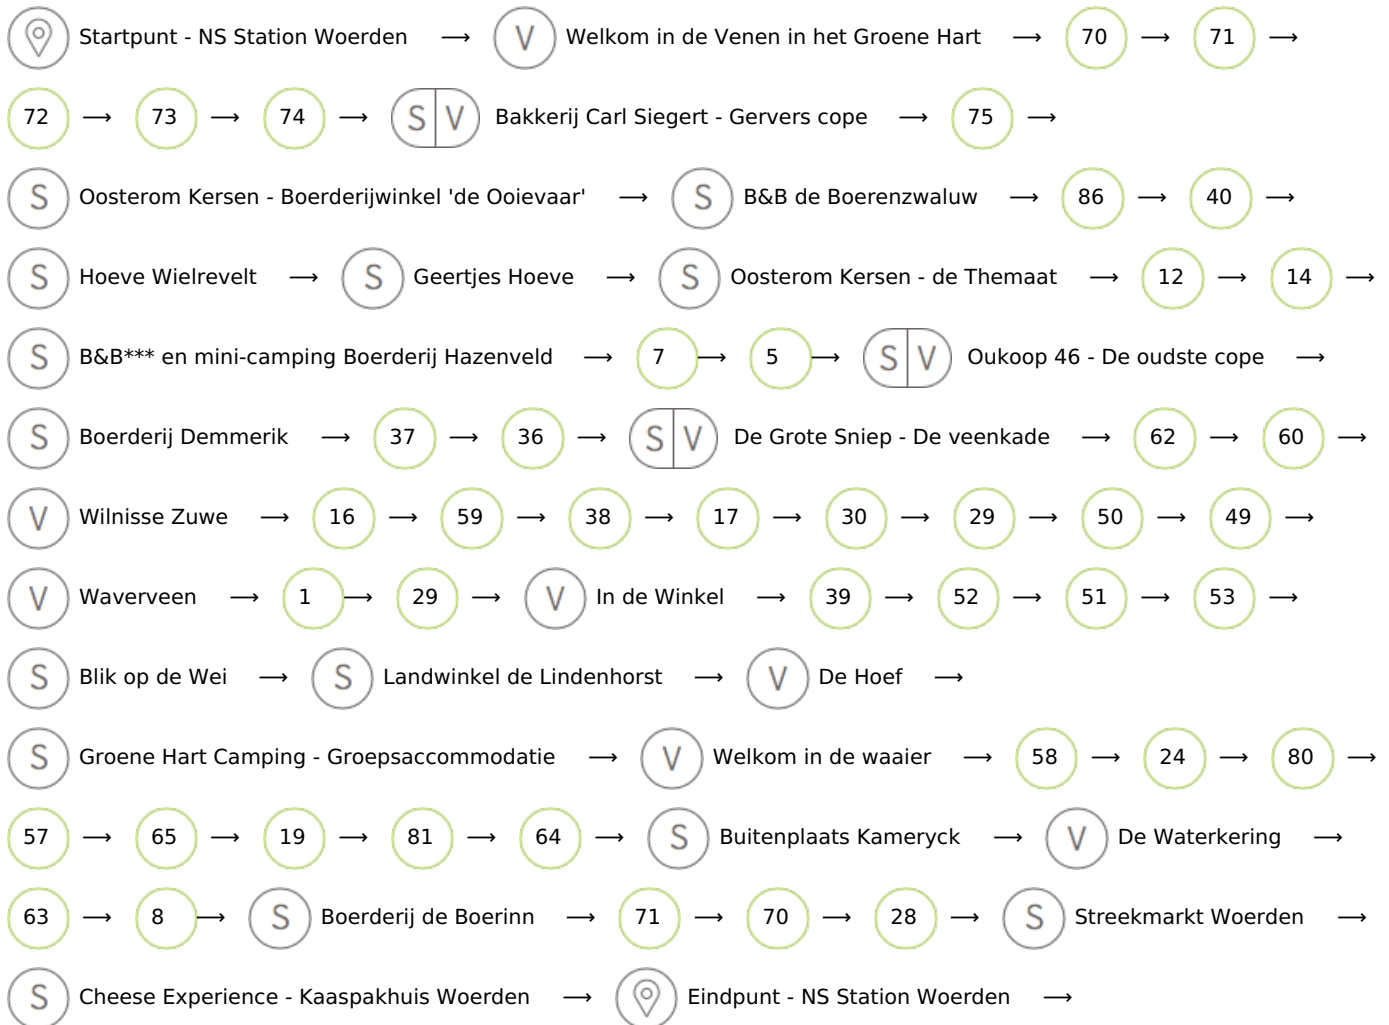 Startpunt - NS Station Woerden → V Welkom in de Venen in het Groene Hart → 70 → 71 →
72 → 73 → 74 → S V Bakkerij Carl Siegert - Gervers cope → 75 →
S Oosterom Kersen - Boerderijwinkel 'de Ooievaar' → S B&B de Boerenzwaluw → 86 → 40 →
S Hoeve Wielrevelt → S Geertjes Hoeve → S Oosterom Kersen - de Themaat → 12 → 14 →
S B&B*** en mini-camping Boerderij Hazenveld → 7 → 5 → S V Oukoop 46 - De oudste cope →
S Boerderij Demmerik → 37 → 36 → S V De Grote Sniep - De veenkade → 62 → 60 →
V Wilnisse Zuwe → 16 → 59 → 38 → 17 → 30 → 29 → 50 → 49 →
V Waverveen → 1 → 29 → V In de Winkel → 39 → 52 → 51 → 53 →
S Blik op de Wei → S Landwinkel de Lindenhorst → V De Hoef →
S Groene Hart Camping - Groepsaccommodatie → V Welkom in de waaier → 58 → 24 → 80 →
57 → 65 → 19 → 81 → 64 → S Buitenplaats Kameryck → V De Waterkering →
63 → 8 → S Boerderij de Boerinn → 71 → 70 → 28 → S Streekmarkt Woerden →
S Cheese Experience - Kaaspakhuis Woerden → Eindpunt - NS Station Woerden →